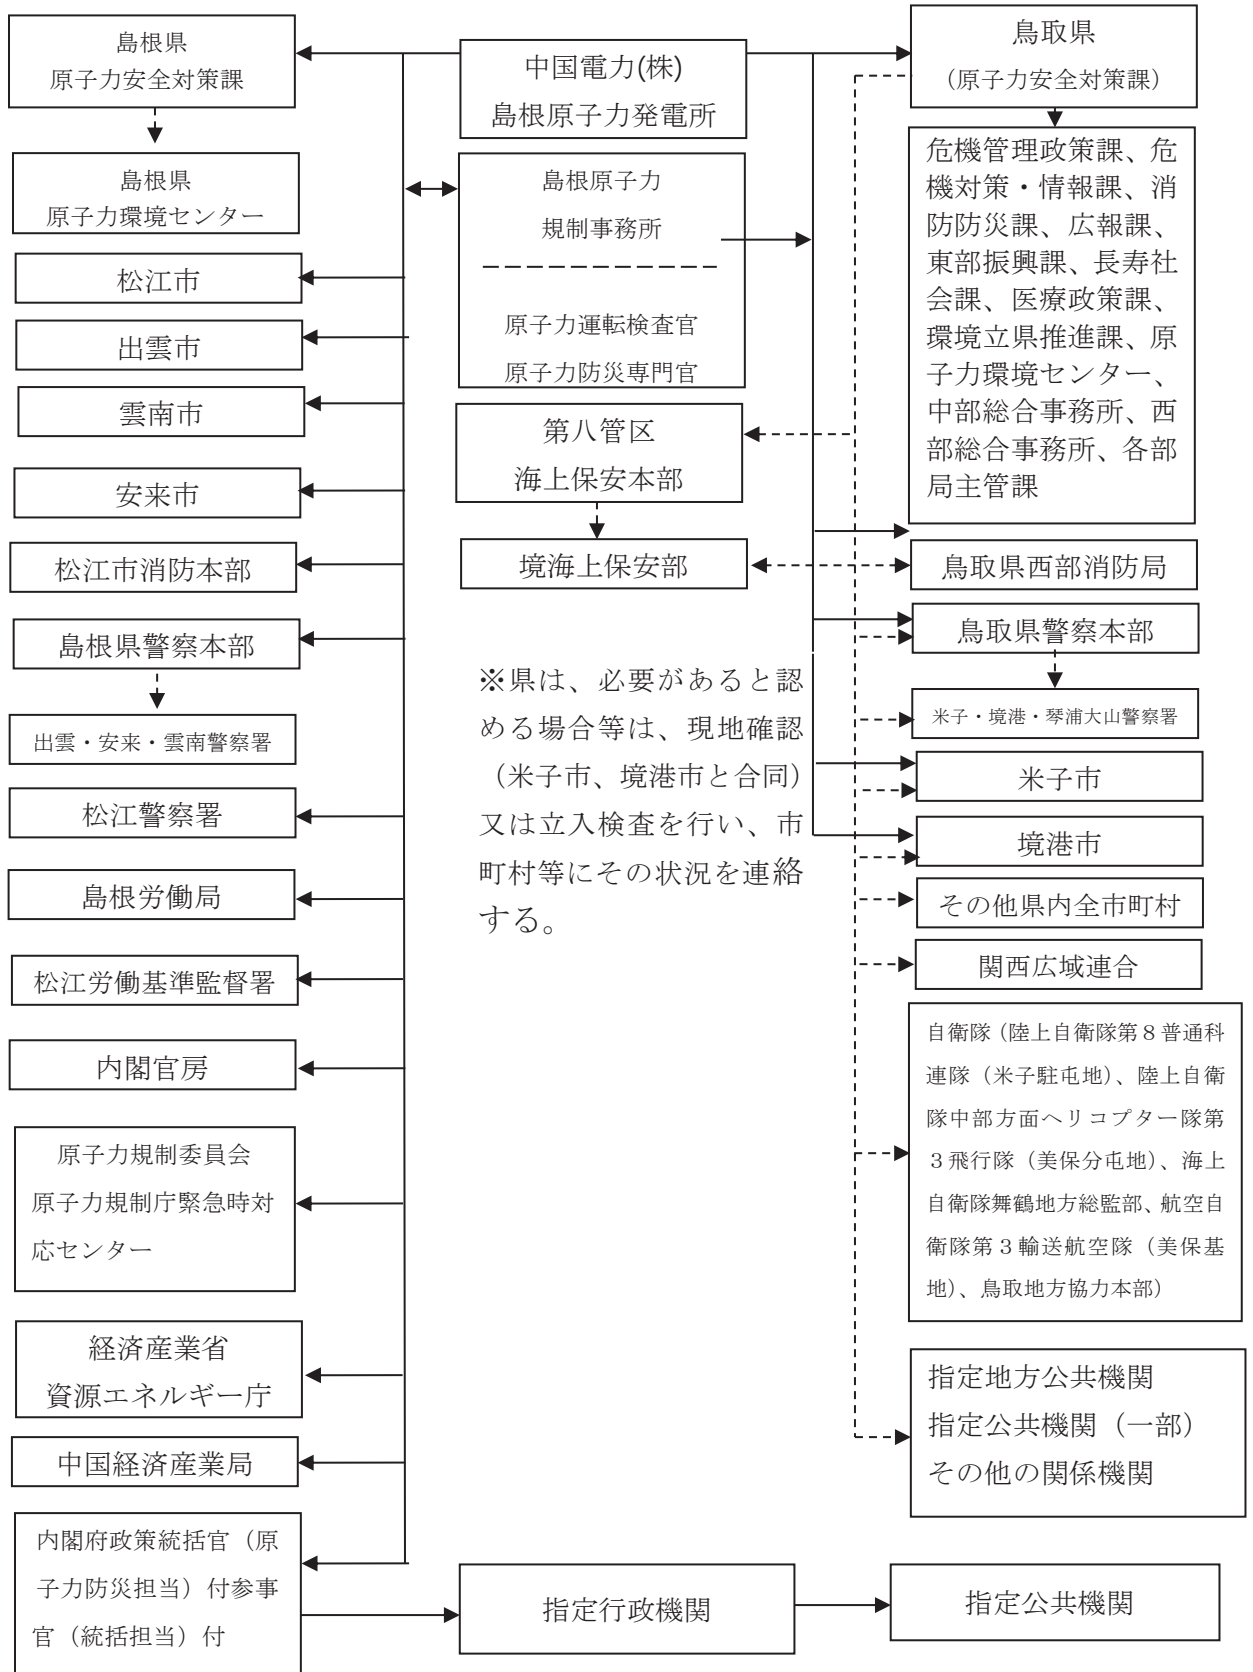 島根県
原子力安全対策課
島根県
原子力環境センター
松江市
出雲市
雲南市
安来市
松江市消防本部
島根県警察本部
出雲・安来・雲南警察署
松江警察署
島根労働局
松江労働基準監督署
内閣官房
原子力規制委員会
原子力規制庁緊急時対
応センター
経済産業省
資源エネルギー庁
中国経済産業局
内閣府政策統括官（原
子力防災担当）付参事
官（統括担当）付
中国電力(株)
島根原子力発電所
島根原子力
規制事務所
原子力運転検査官
原子力防災専門官
第八管区
海上保安本部
境海上保安部
※県は、必要があると認
める場合等は、現地確認
（米子市、境港市と合同）
又は立入検査を行い、市
町村等にその状況を連絡
する。
指定行政機関
鳥取県
（原子力安全対策課）
危機管理政策課、危
機対策・情報課、消
防防災課、広報課、
東部振興課、長寿社
会課、医療政策課、
環境立県推進課、原
子力環境センター、
中部総合事務所、西
部総合事務所、各部
局主管課
鳥取県西部消防局
鳥取県警察本部
米子・境港・琴浦大山警察署
米子市
境港市
その他県内全市町村
関西広域連合
自衛隊（陸上自衛隊第８普通科
連隊（米子駐屯地）、陸上自衛
隊中部方面ヘリコプター隊第
３飛行隊（美保分屯地）、海上
自衛隊舞鶴地方総監部、航空自
衛隊第３輸送航空隊（美保基
地）、鳥取地方協力本部）
指定地方公共機関
指定公共機関（一部）
その他の関係機関
指定公共機関